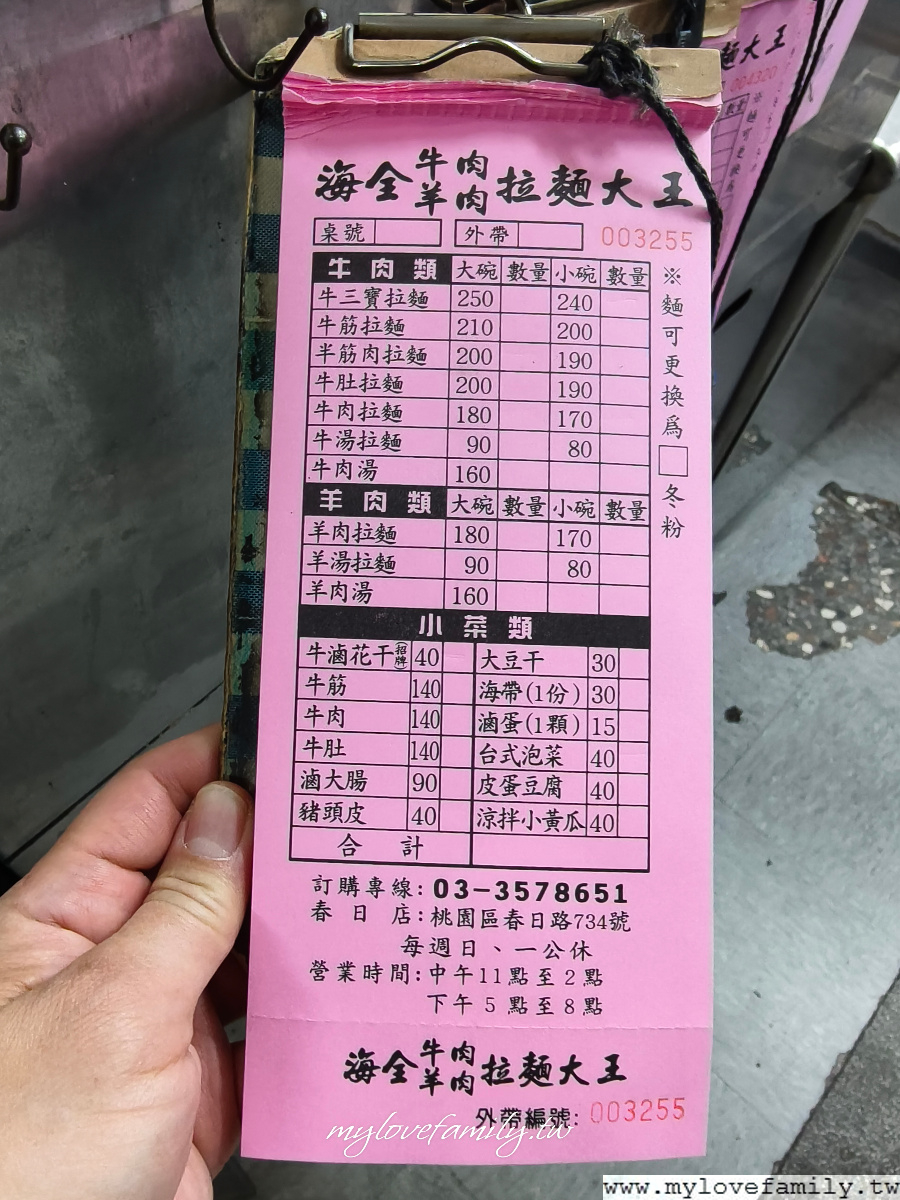 海全牛肉羊肉拉麵大王
桌號 外帶 003255
牛肉類 大碗 數量 小碗 數量
牛三寶拉麵 250 240
牛筋拉麵 210 200
半筋肉拉麵 200 190
牛肚拉麵 200 190
牛肉拉麵 180 170
牛湯拉麵 90 80
牛肉湯 160
羊肉類 大碗 數量 小碗 數量
羊肉拉麵 180 170
羊湯拉麵 90 80
羊肉湯 160
※麵可更換為□冬粉
小菜類
牛滷花干 招牌 40 大豆干 30
牛筋 140 海帶(1份) 30
牛肉 140 滷蛋(1顆) 15
牛肚 140 台式泡菜 40
滷大腸 90 皮蛋豆腐 40
豬頭皮 40 涼拌小黃瓜 40
合計
訂購專線:03-3578651
春日店:桃園區春日路734號
每週日、一公休
營業時間:中午11點至2點
下午5點至8點
海全牛肉羊肉拉麵大王
外帶編號:003255
mylovefamily.tw
www.mylovefamily.tw
麵大王
004320
數量